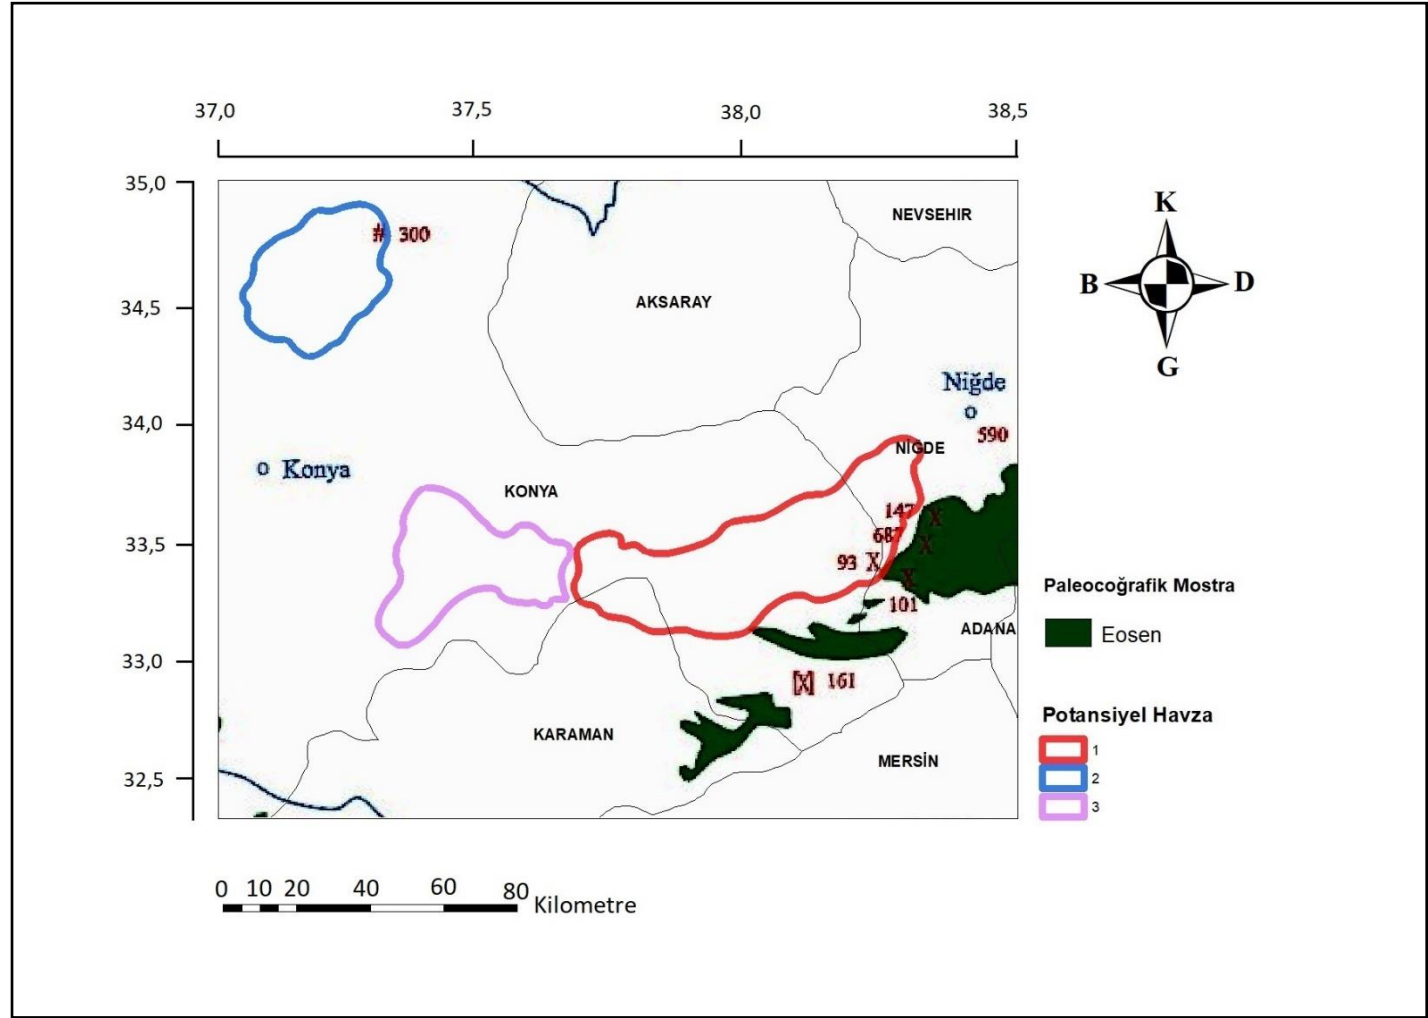 37,0 37,5 38,0 38,5
35,0
34,5
34,0
33,5
33,0
32,5
NEVSEHIR
# 300
AKSARAY
Niğde
590
NİGDE
Konya
KONYA
147 X
687 X
93 X
X
101
ADANA
[X] 161
KARAMAN
MERSİN
K
B D
G
Paleocoğrafik Mostra
Eosen
Potansiyel Havza
1
2
3
0 10 20 40 60 80
Kilometre